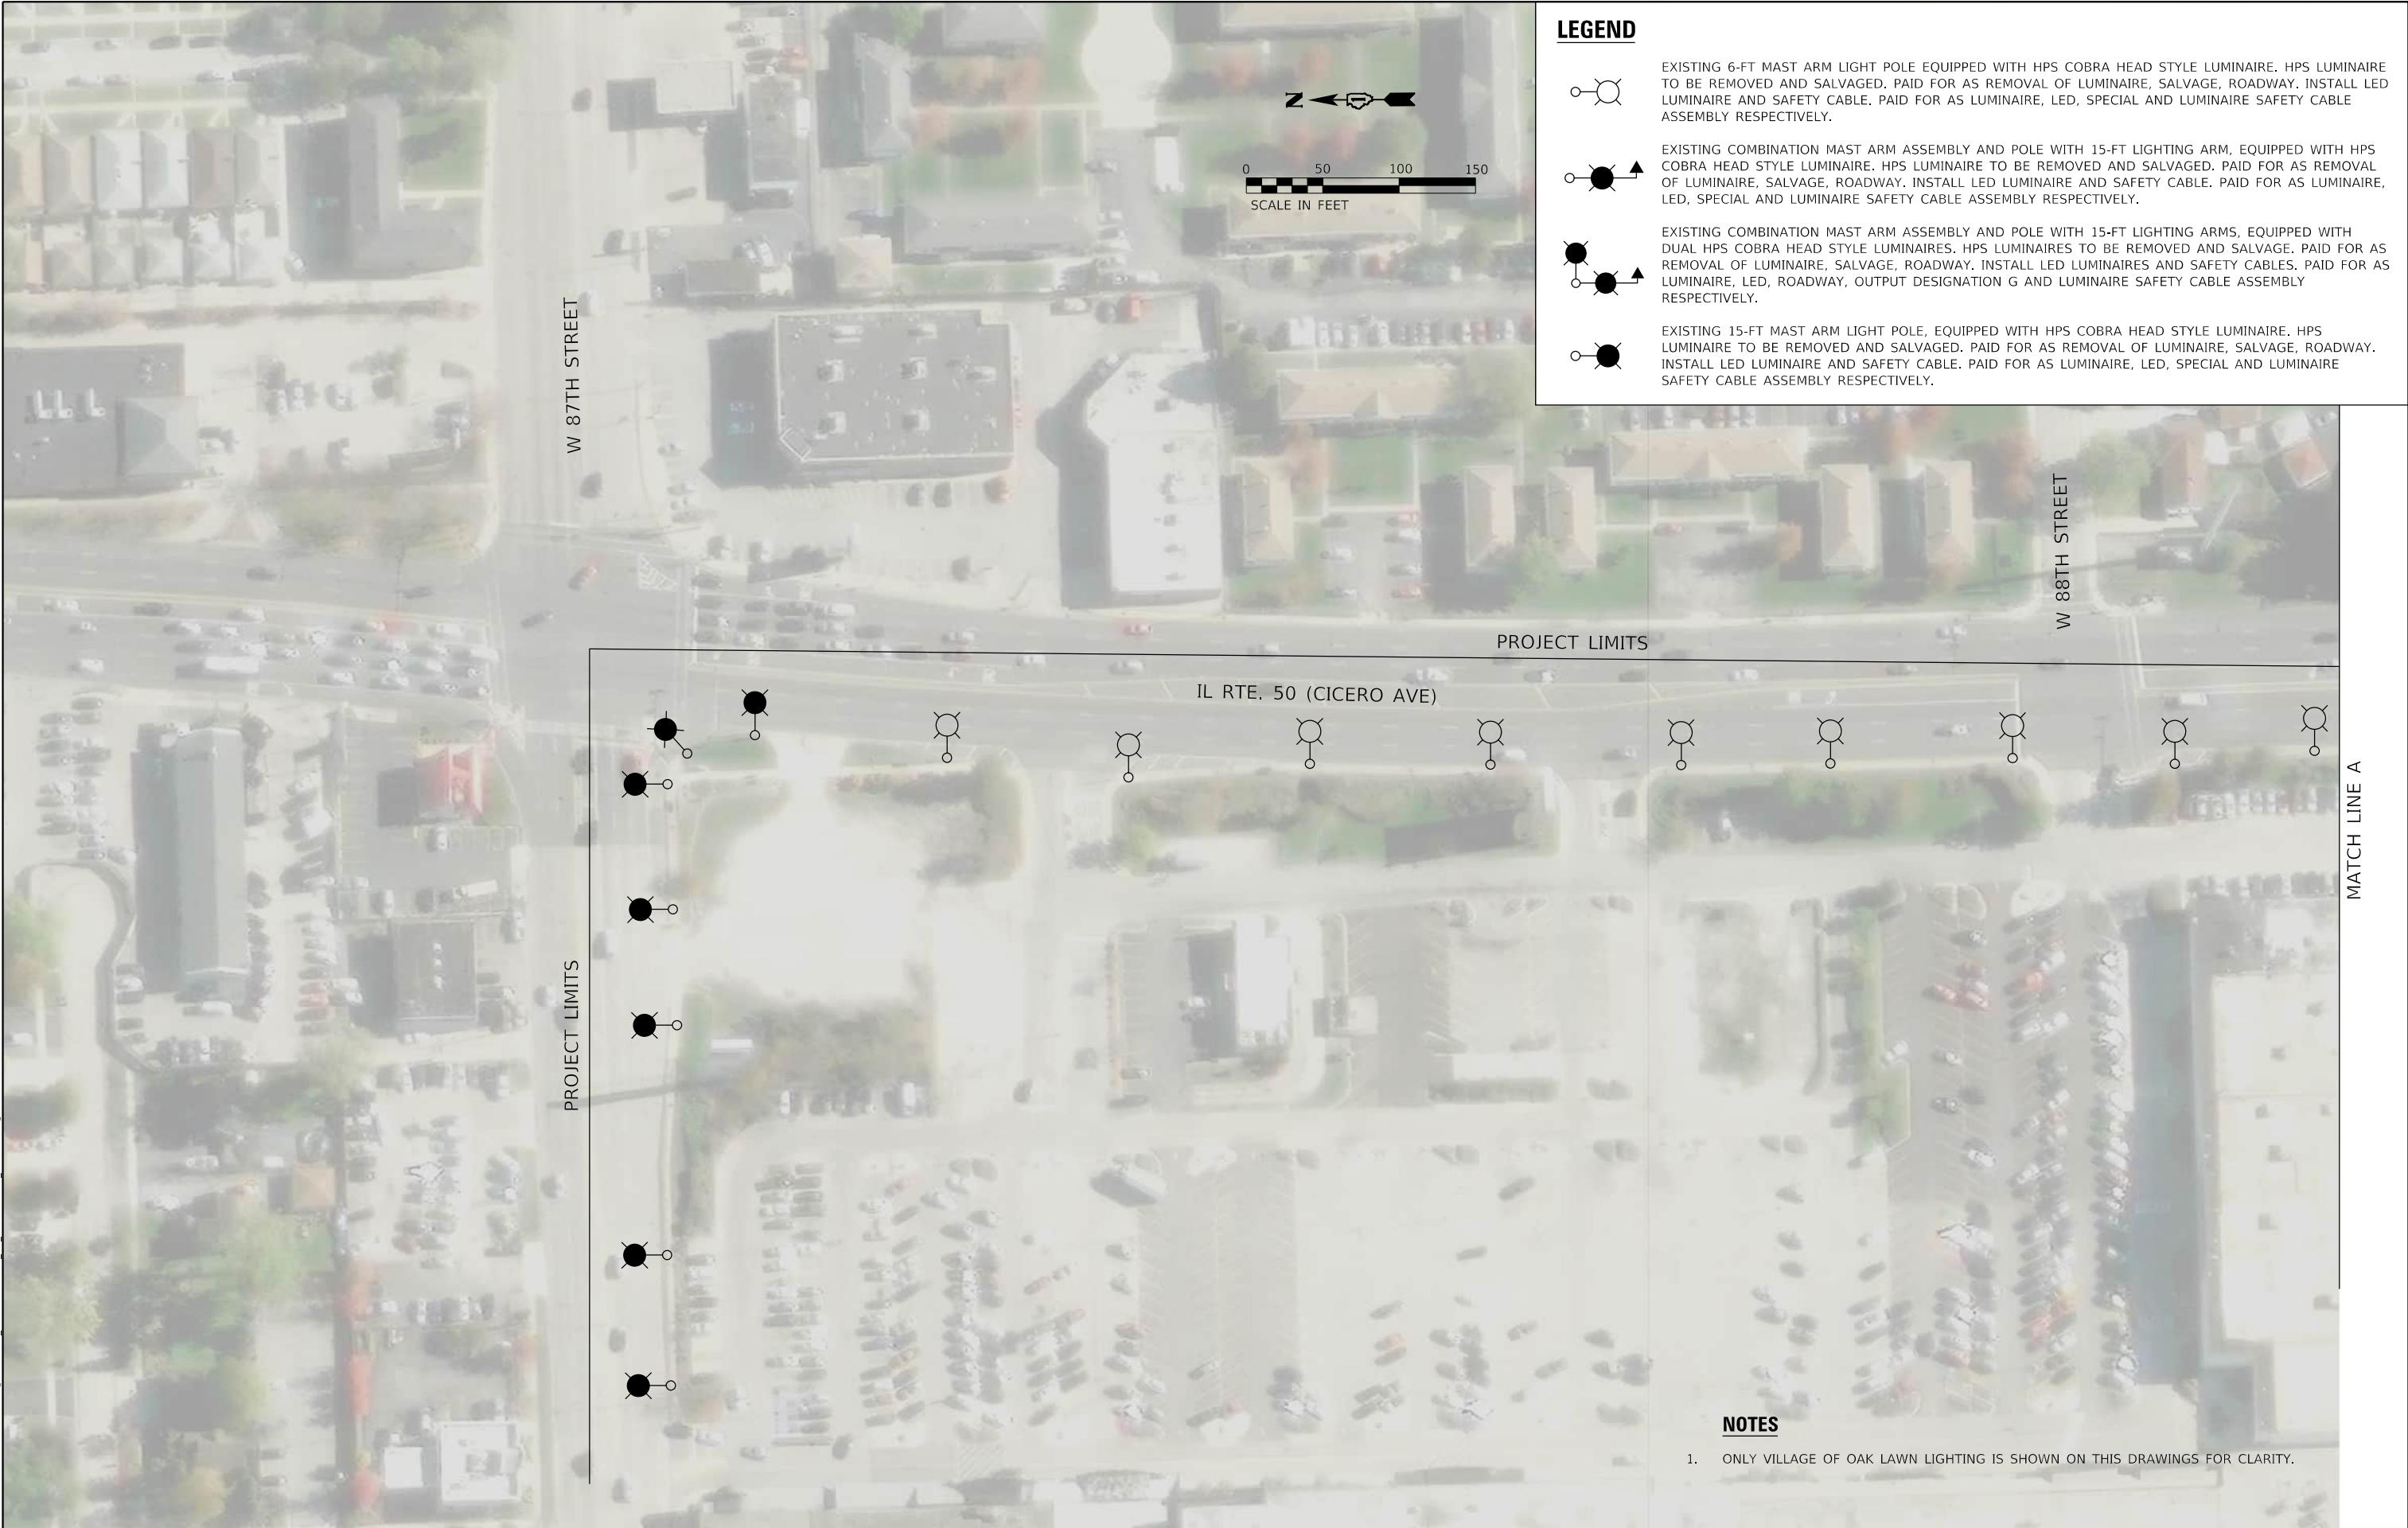 LEGEND
EXISTING 6-FT MAST ARM LIGHT POLE EQUIPPED WITH HPS COBRA HEAD STYLE LUMINAIRE. HPS LUMINAIRE
TO BE REMOVED AND SALVAGED. PAID FOR AS REMOVAL OF LUMINAIRE, SALVAGE, ROADWAY. INSTALL LED
LUMINAIRE AND SAFETY CABLE. PAID FOR AS LUMINAIRE, LED, SPECIAL AND LUMINAIRE SAFETY CABLE
ASSEMBLY RESPECTIVELY.
EXISTING COMBINATION MAST ARM ASSEMBLY AND POLE WITH 15-FT LIGHTING ARM, EQUIPPED WITH HPS
COBRA HEAD STYLE LUMINAIRE. HPS LUMINAIRE TO BE REMOVED AND SALVAGED. PAID FOR AS REMOVAL
OF LUMINAIRE, SALVAGE, ROADWAY. INSTALL LED LUMINAIRE AND SAFETY CABLE. PAID FOR AS LUMINAIRE,
LED, SPECIAL AND LUMINAIRE SAFETY CABLE ASSEMBLY RESPECTIVELY.
EXISTING COMBINATION MAST ARM ASSEMBLY AND POLE WITH 15-FT LIGHTING ARMS, EQUIPPED WITH
DUAL HPS COBRA HEAD STYLE LUMINAIRES. HPS LUMINAIRES TO BE REMOVED AND SALVAGE. PAID FOR AS
REMOVAL OF LUMINAIRE, SALVAGE, ROADWAY. INSTALL LED LUMINAIRES AND SAFETY CABLES. PAID FOR AS
LUMINAIRE, LED, ROADWAY, OUTPUT DESIGNATION G AND LUMINAIRE SAFETY CABLE ASSEMBLY
RESPECTIVELY.
EXISTING 15-FT MAST ARM LIGHT POLE, EQUIPPED WITH HPS COBRA HEAD STYLE LUMINAIRE. HPS
LUMINAIRE TO BE REMOVED AND SALVAGED. PAID FOR AS REMOVAL OF LUMINAIRE, SALVAGE, ROADWAY.
INSTALL LED LUMINAIRE AND SAFETY CABLE. PAID FOR AS LUMINAIRE, LED, SPECIAL AND LUMINAIRE
SAFETY CABLE ASSEMBLY RESPECTIVELY.
N
0 50 100 150
SCALE IN FEET
W 87TH STREET
W 88TH STREET
PROJECT LIMITS
IL RTE. 50 (CICERO AVE)
MATCH LINE A
PROJECT LIMITS
NOTES
1. ONLY VILLAGE OF OAK LAWN LIGHTING IS SHOWN ON THIS DRAWINGS FOR CLARITY.